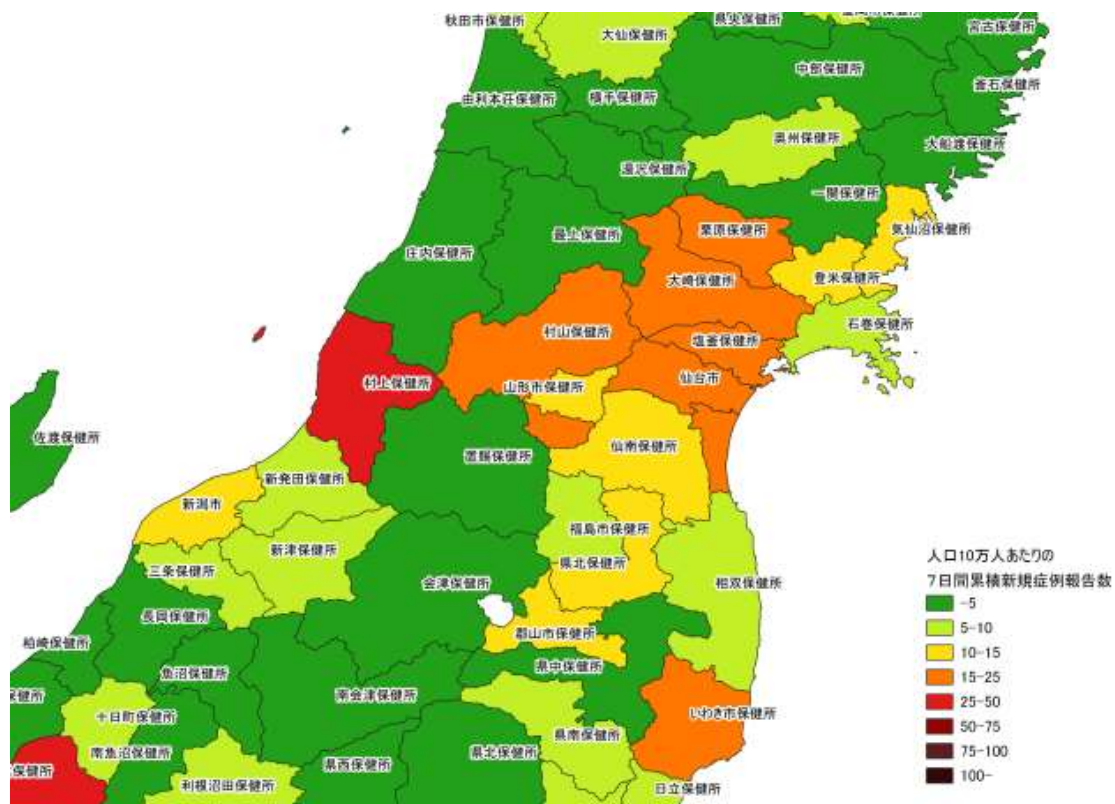 秋田市保健所
大仙保健所
県央保健所
宮古保健所
中部保健所
釜石保健所
由利本荘保健所
横手保健所
奥州保健所
大船渡保健所
湯沢保健所
一関保健所
栗原保健所
気仙沼保健所
最上保健所
庄内保健所
大崎保健所
登米保健所
石巻保健所
村山保健所
塩釜保健所
仙台市
村上保健所
山形市保健所
佐渡保健所
仙南保健所
置賜保健所
新発田保健所
新潟市
福島市保健所
新津保健所
県北保健所
三条保健所
会津保健所
相双保健所
長岡保健所
郡山市保健所
柏崎保健所
県中保健所
魚沼保健所
保健所
南会津保健所
十日町保健所
いわき市保健所
県南保健所
南魚沼保健所
県北保健所
県西保健所
保健所
利根沼田保健所
日立保健所
人口10万人あたりの
7日間累積新規症例報告数
-5
5-10
10-15
15-25
25-50
50-75
75-100
100-